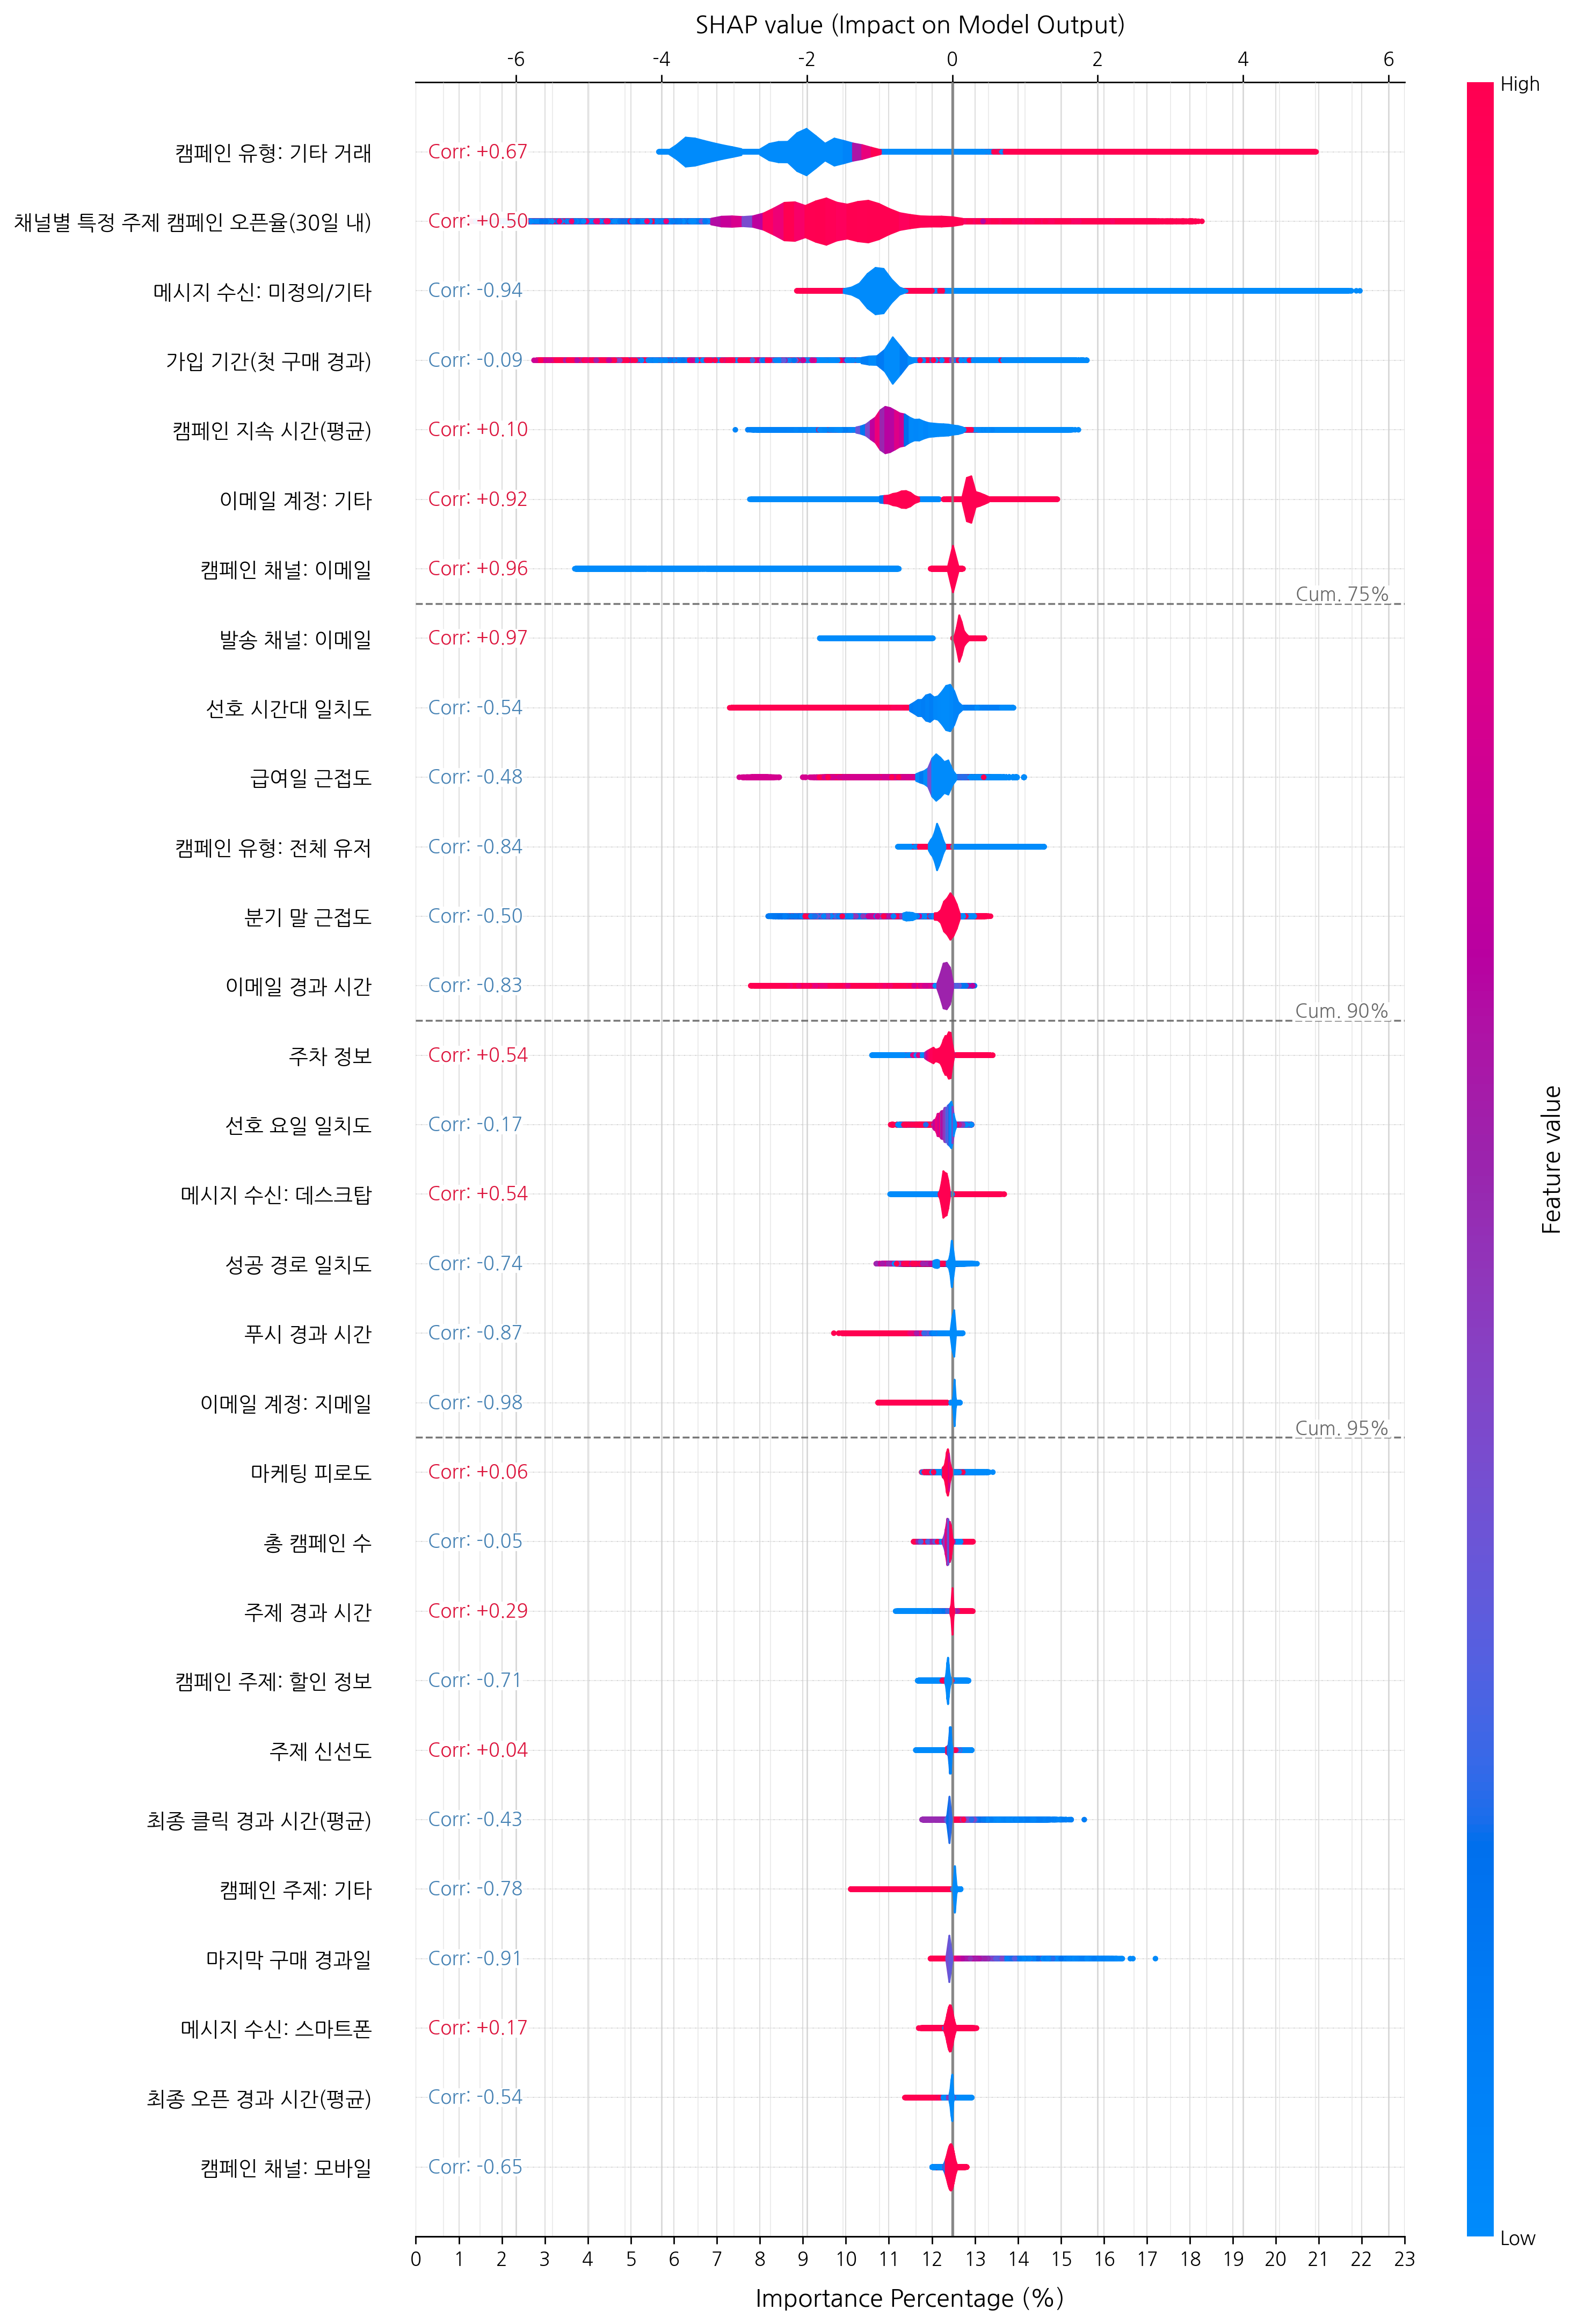 SHAP value (Impact on Model Output)
-6 -4 -2 0 2 4 6
High
캠페인 유형: 기타 거래 Corr: +0.67
채널별 특정 주제 캠페인 오픈율(30일 내) Corr: +0.50
메시지 수신: 미정의/기타 Corr: -0.94
가입 기간(첫 구매 경과) Corr: -0.09
캠페인 지속 시간(평균) Corr: +0.10
이메일 계정: 기타 Corr: +0.92
캠페인 채널: 이메일 Corr: +0.96
Cum. 75%
발송 채널: 이메일 Corr: +0.97
선호 시간대 일치도 Corr: -0.54
급여일 근접도 Corr: -0.48
캠페인 유형: 전체 유저 Corr: -0.84
분기 말 근접도 Corr: -0.50
이메일 경과 시간 Corr: -0.83
Cum. 90%
주차 정보 Corr: +0.54
선호 요일 일치도 Corr: -0.17
메시지 수신: 데스크탑 Corr: +0.54
성공 경로 일치도 Corr: -0.74
푸시 경과 시간 Corr: -0.87
이메일 계정: 지메일 Corr: -0.98
Cum. 95%
마케팅 피로도 Corr: +0.06
총 캠페인 수 Corr: -0.05
주제 경과 시간 Corr: +0.29
캠페인 주제: 할인 정보 Corr: -0.71
주제 신선도 Corr: +0.04
최종 클릭 경과 시간(평균) Corr: -0.43
캠페인 주제: 기타 Corr: -0.78
마지막 구매 경과일 Corr: -0.91
메시지 수신: 스마트폰 Corr: +0.17
최종 오픈 경과 시간(평균) Corr: -0.54
캠페인 채널: 모바일 Corr: -0.65
Feature value
Low
0 1 2 3 4 5 6 7 8 9 10 11 12 13 14 15 16 17 18 19 20 21 22 23
Importance Percentage (%)